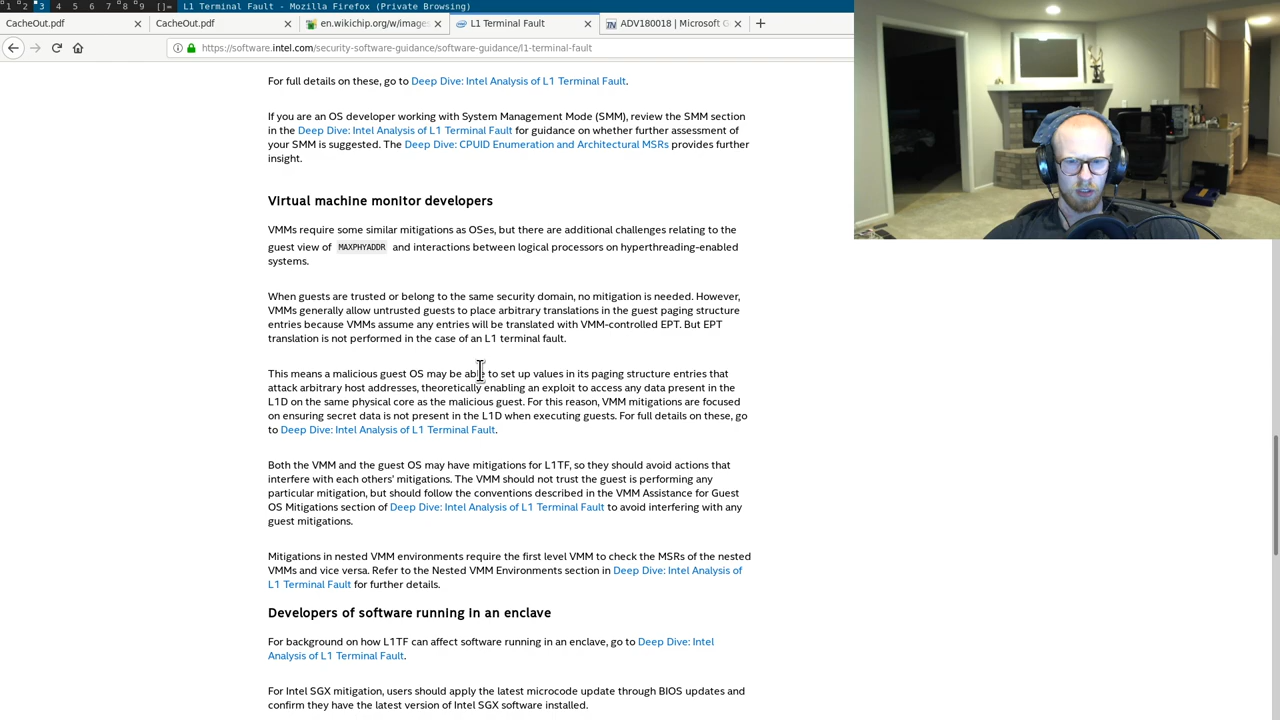 1 2 3 4 5 6 7 8 9 []= L1 Terminal Fault - Mozilla Firefox (Private Browsing)
CacheOut.pdf
CacheOut.pdf
en.wikichip.org/w/image
L1 Terminal Fault
ADV180018 | Microsoft G
https://software.intel.com/security-software-guidance/software-guidance/l1-terminal-fault
For full details on these, go to Deep Dive: Intel Analysis of L1 Terminal Fault.
If you are an OS developer working with System Management Mode (SMM), review the SMM section
in the Deep Dive: Intel Analysis of L1 Terminal Fault for guidance on whether further assessment of
your SMM is suggested. The Deep Dive: CPUID Enumeration and Architectural MSRs provides further
insight.
Virtual machine monitor developers
VMMs require some similar mitigations as OSes, but there are additional challenges relating to the
guest view of MAXPHYADDR and interactions between logical processors on hyperthreading-enabled
systems.
When guests are trusted or belong to the same security domain, no mitigation is needed. However,
VMMs generally allow untrusted guests to place arbitrary translations in the guest paging structure
entries because VMMs assume any entries will be translated with VMM-controlled EPT. But EPT
translation is not performed in the case of an L1 terminal fault.
This means a malicious guest OS may be able to set up values in its paging structure entries that
attack arbitrary host addresses, theoretically enabling an exploit to access any data present in the
L1D on the same physical core as the malicious guest. For this reason, VMM mitigations are focused
on ensuring secret data is not present in the L1D when executing guests. For full details on these, go
to Deep Dive: Intel Analysis of L1 Terminal Fault.
Both the VMM and the guest OS may have mitigations for L1TF, so they should avoid actions that
interfere with each others' mitigations. The VMM should not trust the guest is performing any
particular mitigation, but should follow the conventions described in the VMM Assistance for Guest
OS Mitigations section of Deep Dive: Intel Analysis of L1 Terminal Fault to avoid interfering with any
guest mitigations.
Mitigations in nested VMM environments require the first level VMM to check the MSRs of the nested
VMMs and vice versa. Refer to the Nested VMM Environments section in Deep Dive: Intel Analysis of
L1 Terminal Fault for further details.
Developers of software running in an enclave
For background on how L1TF can affect software running in an enclave, go to Deep Dive: Intel
Analysis of L1 Terminal Fault.
For Intel SGX mitigation, users should apply the latest microcode update through BIOS updates and
confirm they have the latest version of Intel SGX software installed.